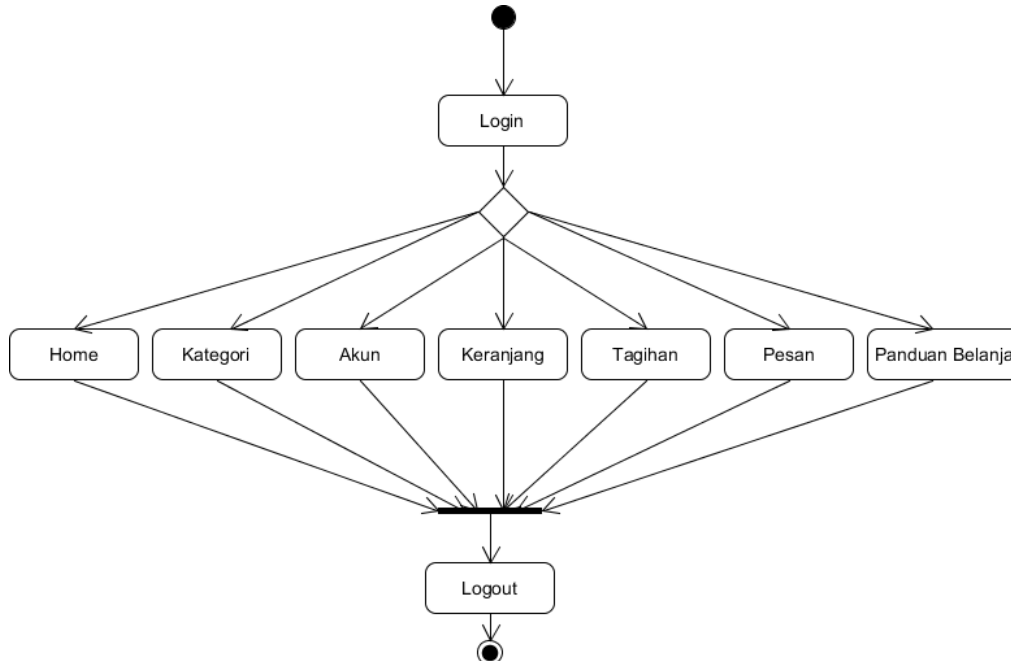 Login
Home
Kategori
Akun
Keranjang
Tagihan
Pesan
Panduan Belanja
Logout